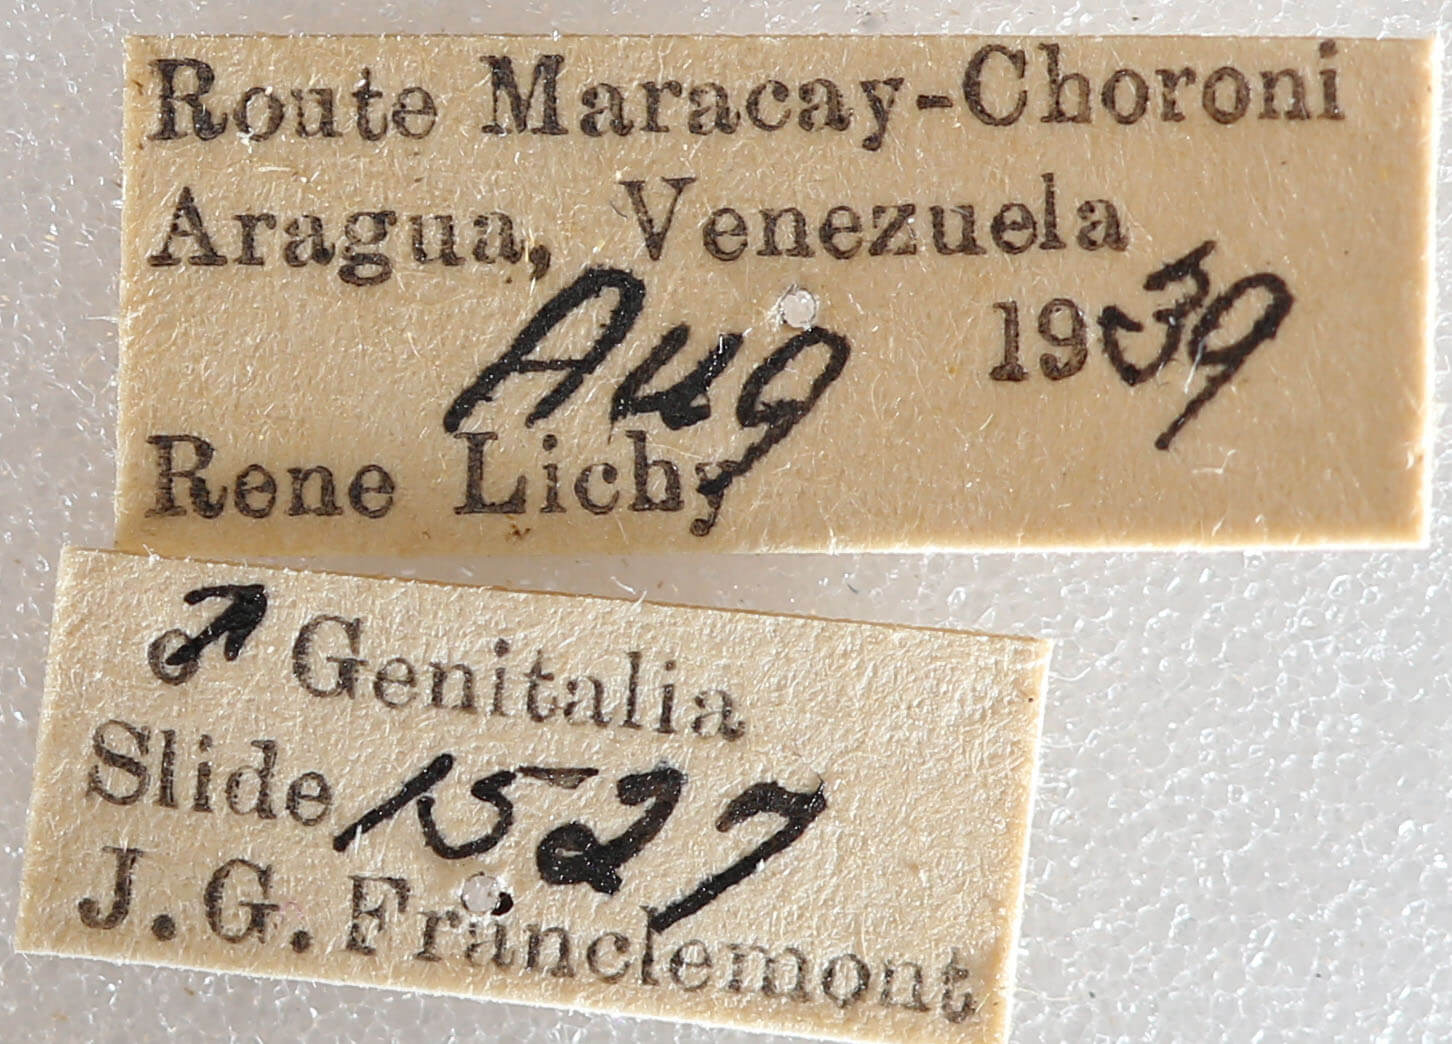 Route Maracay-Choroni
Aragua, Venezuela
Aug 1939
Rene Lichy
♂ Genitalia
Slide 1527
J. G. Franclemont